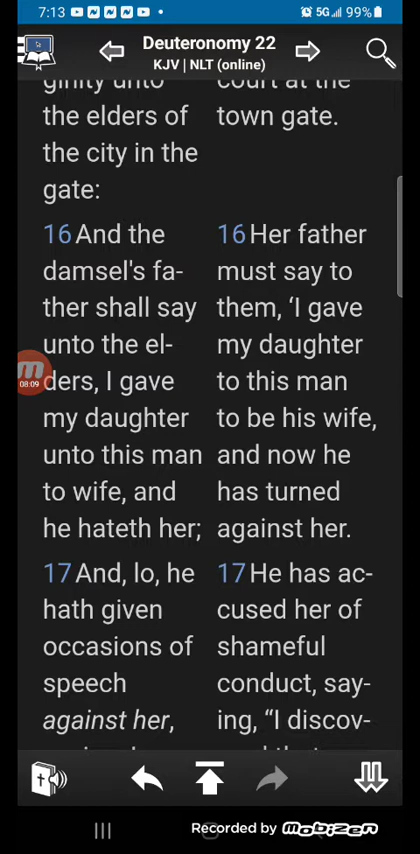 7:13 5G 99%
Deuteronomy 22
KJV | NLT (online)
ginity unto
the elders of
the city in the
gate:
16 And the
damsel's fa-
ther shall say
unto the el-
ders, I gave
my daughter
unto this man
to wife, and
he hateth her;
17 And, lo, he
hath given
occasions of
speech
against her,
court at the
town gate.
16 Her father
must say to
them, ‘I gave
my daughter
to this man
to be his wife,
and now he
has turned
against her.
17 He has ac-
cused her of
shameful
conduct, say-
ing, “I discov-
08:09
Recorded by MOBIZEN